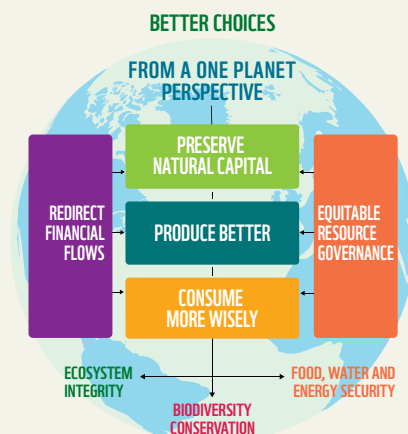 BETTER CHOICES
FROM A ONE PLANET
PERSPECTIVE
PRESERVE
NATURAL CAPITAL
REDIRECT
FINANCIAL
FLOWS
PRODUCE BETTER
EQUITABLE
RESOURCE
GOVERNANCE
CONSUME
MORE WISELY
ECOSYSTEM
INTEGRITY
BIODIVERSITY
CONSERVATION
FOOD, WATER AND
ENERGY SECURITY